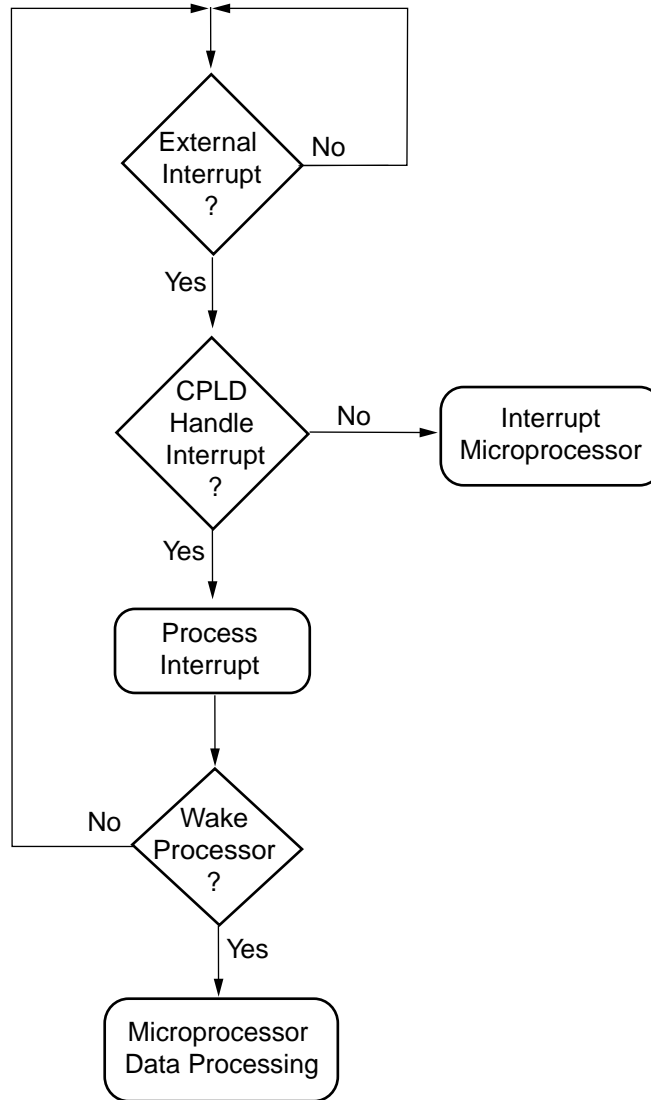 External
Interrupt
?
No
Yes
CPLD
Handle
Interrupt
?
No
Interrupt
Microprocessor
Yes
Process
Interrupt
Wake
Processor
?
No
Yes
Microprocessor
Data Processing